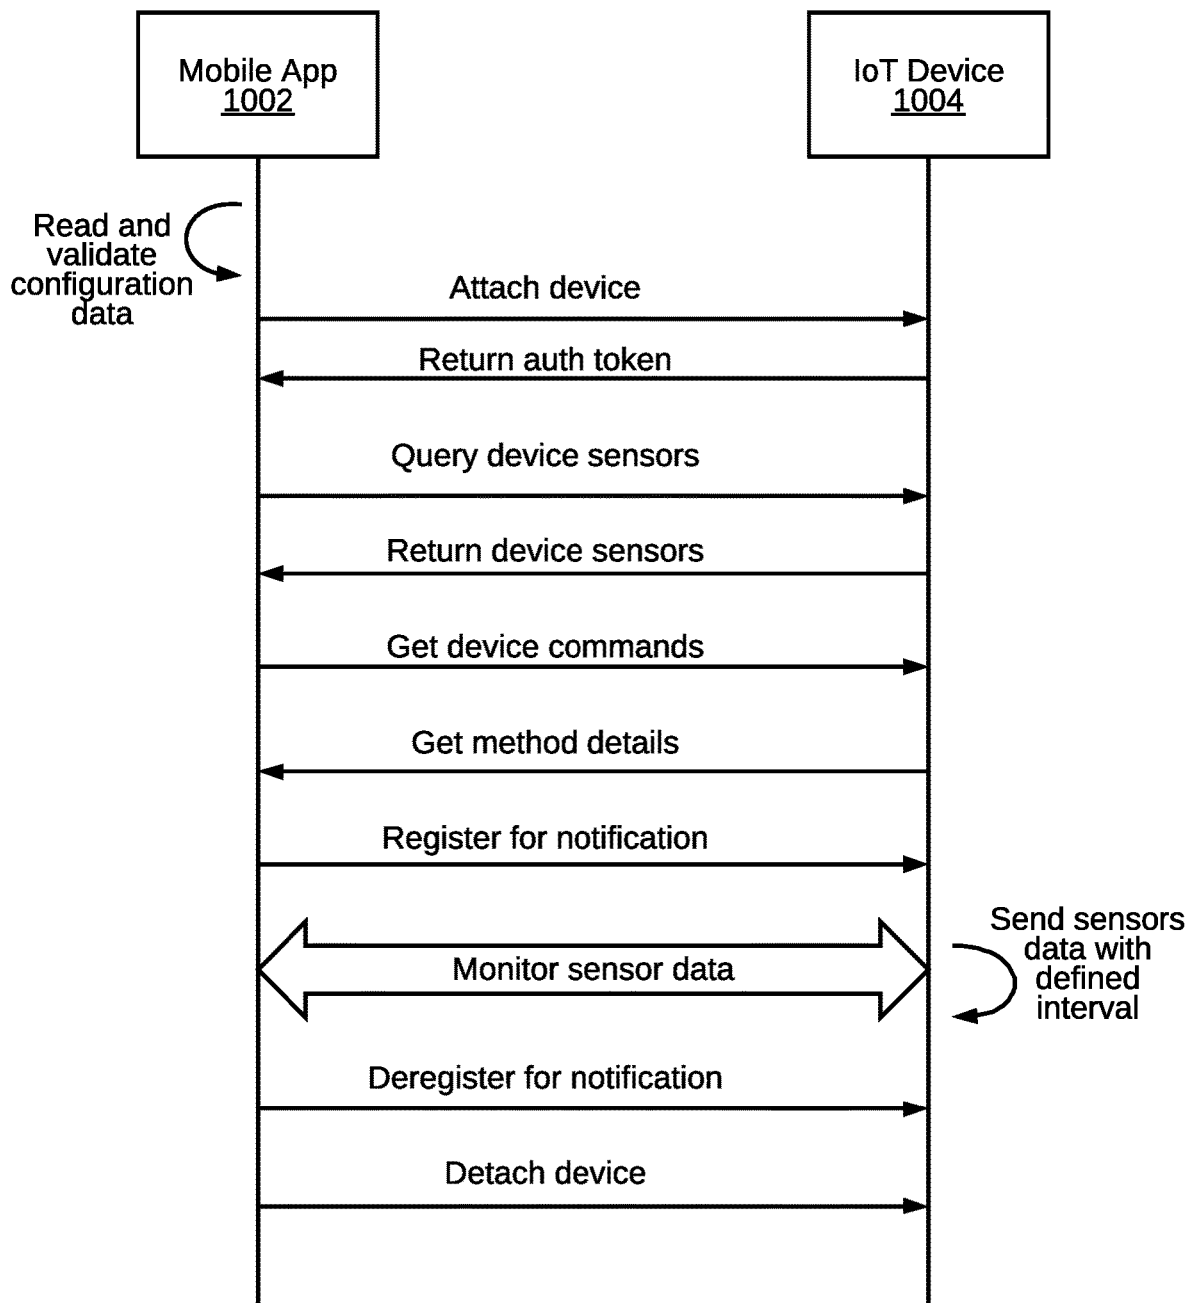 Mobile App
1002
IoT Device
1004
Read and
validate
configuration
data
Attach device
Return auth token
Query device sensors
Return device sensors
Get device commands
Get method details
Register for notification
Send sensors
data with
defined
interval
Monitor sensor data
Deregister for notification
Detach device